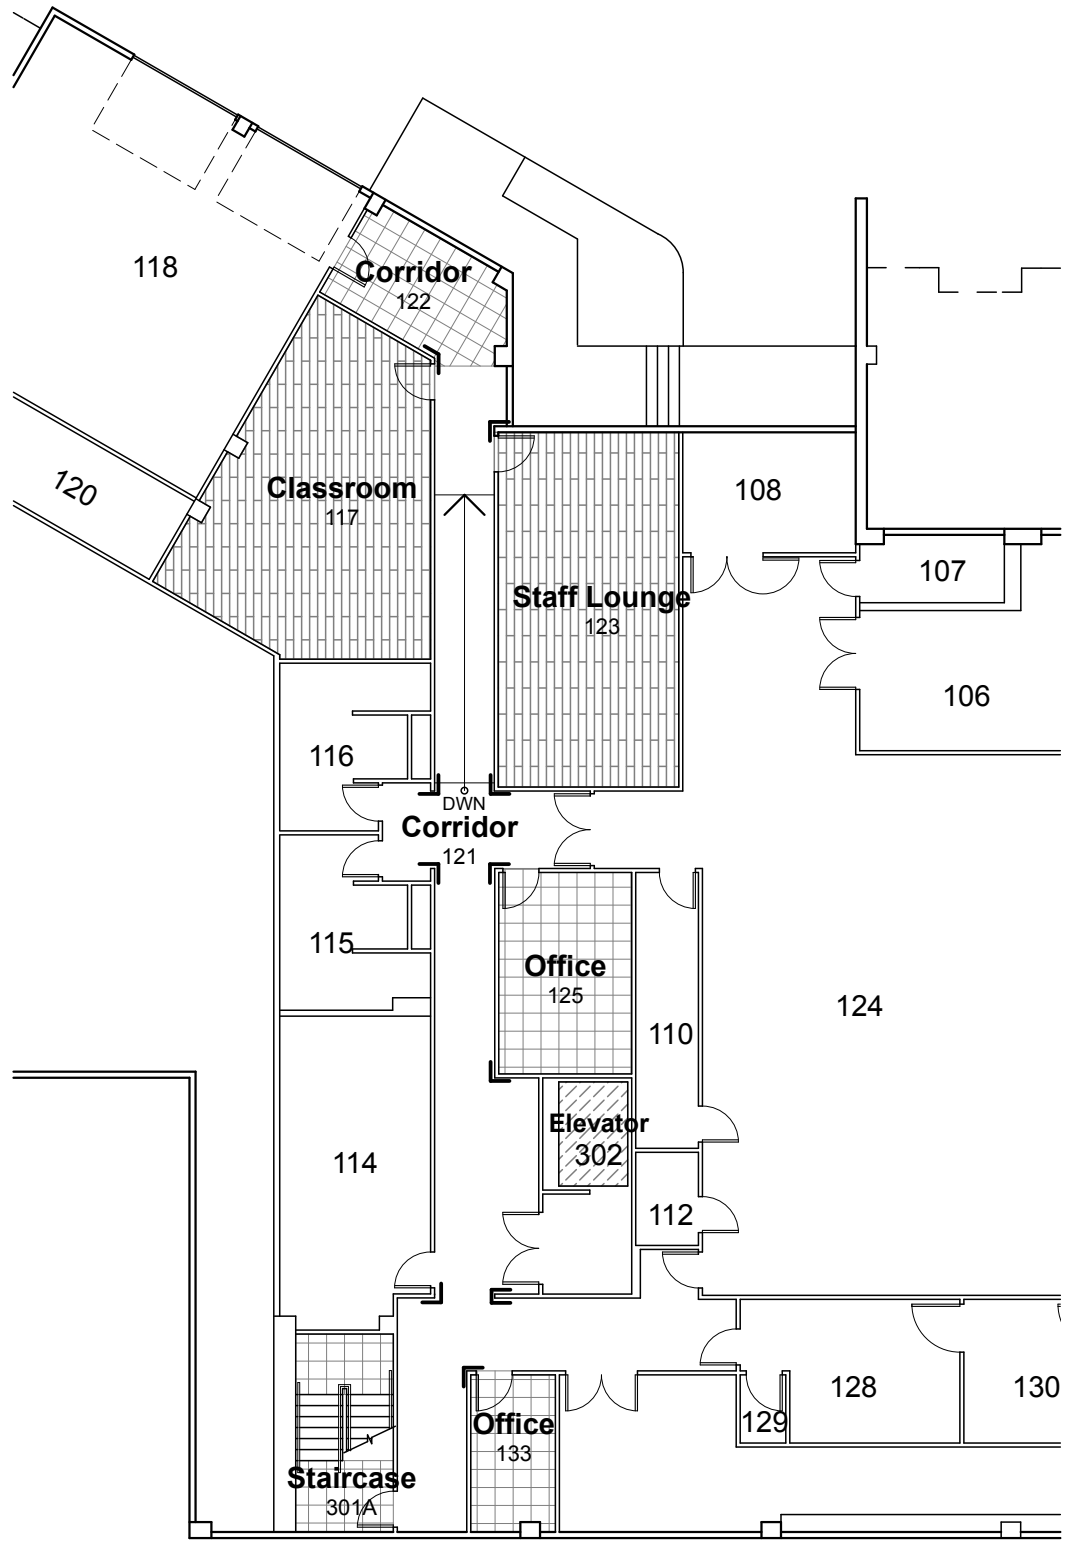 118
Corridor
122
120
Classroom
117
108
Staff Lounge
123
107
106
116
DWN
Corridor
121
115
Office
125
110
124
Elevator
302
114
112
128
130
129
Office
133
Staircase
301A